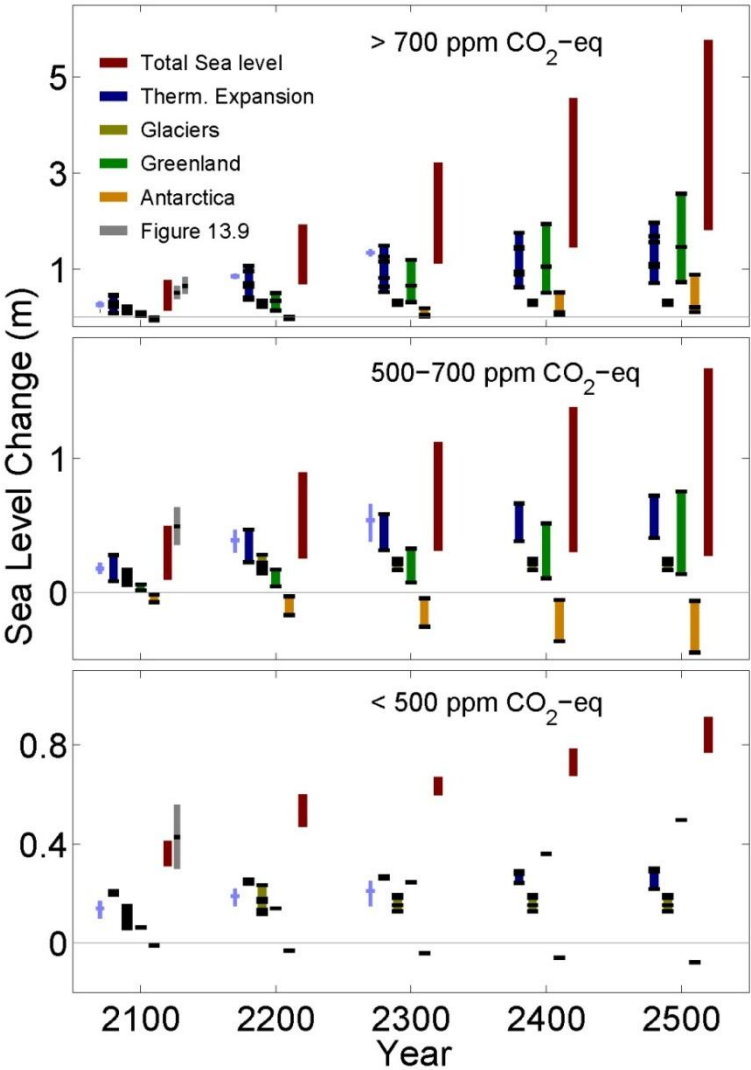 > 700 ppm CO₂−eq
Total Sea level
Therm. Expansion
Glaciers
Greenland
Antarctica
Figure 13.9
5
3
1
500−700 ppm CO₂−eq
1
0
< 500 ppm CO₂−eq
0.8
0.4
0
Sea Level Change (m)
2100 2200 2300 2400 2500
Year